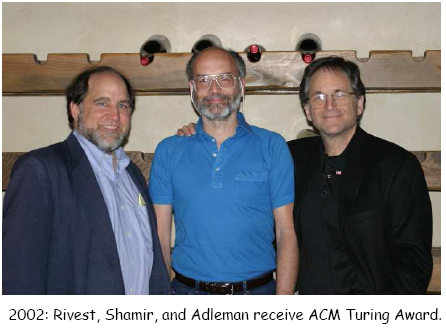 2002: Rivest, Shamir, and Adleman receive ACM Turing Award.